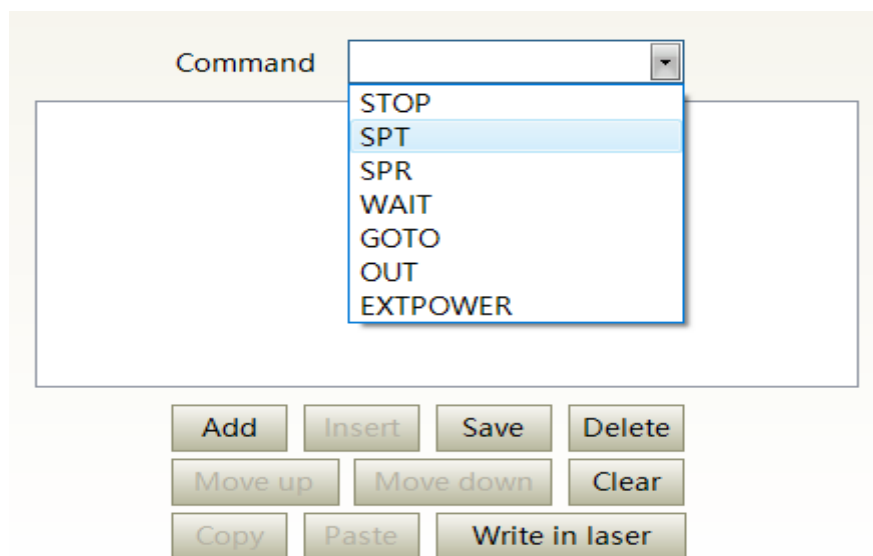 Command
STOP
SPT
SPR
WAIT
GOTO
OUT
EXTPOWER
Add Insert Save Delete
Move up Move down Clear
Copy Paste Write in laser